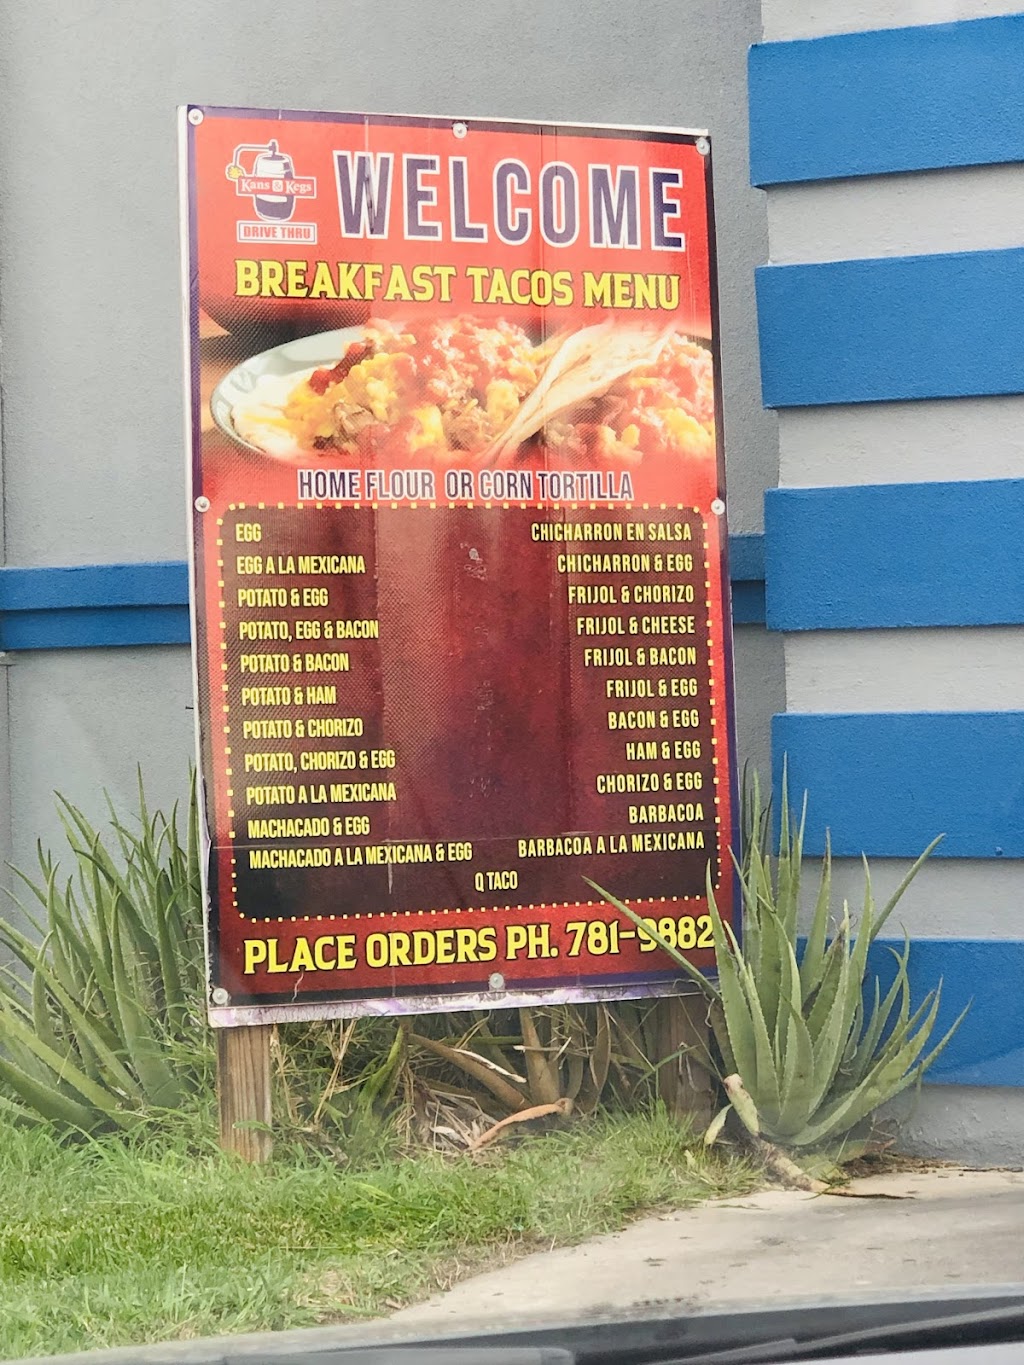 Kans & Kegs
DRIVE THRU
WELCOME
BREAKFAST TACOS MENU
HOME FLOUR OR CORN TORTILLA
EGG
EGG A LA MEXICANA
POTATO & EGG
POTATO, EGG & BACON
POTATO & BACON
POTATO & HAM
POTATO & CHORIZO
POTATO, CHORIZO & EGG
POTATO A LA MEXICANA
MACHACADO & EGG
MACHACADO A LA MEXICANA & EGG
CHICHARRON EN SALSA
CHICHARRON & EGG
FRIJOL & CHORIZO
FRIJOL & CHEESE
FRIJOL & BACON
FRIJOL & EGG
BACON & EGG
HAM & EGG
CHORIZO & EGG
BARBACOA
BARBACOA A LA MEXICANA
Q TACO
PLACE ORDERS PH. 781-9882